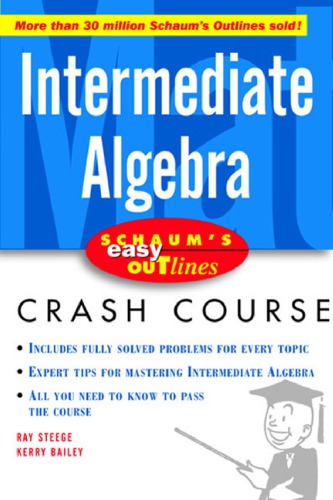 More than 30 million Schaum's Outlines sold!
Mat
Intermediate
Algebra
SCHAUM'S
easy
OUTlines
CRASH COURSE
• INCLUDES FULLY SOLVED PROBLEMS FOR EVERY TOPIC
• EXPERT TIPS FOR MASTERING INTERMEDIATE ALGEBRA
• ALL YOU NEED TO KNOW TO PASS
THE COURSE
RAY STEEGE
KERRY BAILEY